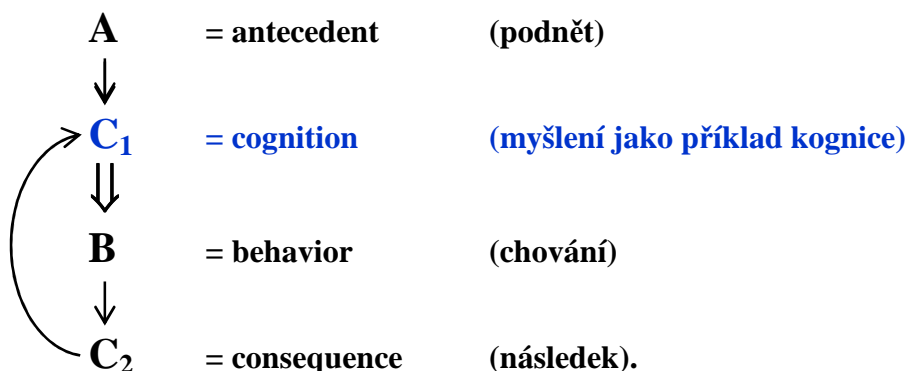 A = antecedent (podnět)
C₁ = cognition (myšlení jako příklad kognice)
B = behavior (chování)
C₂ = consequence (následek).